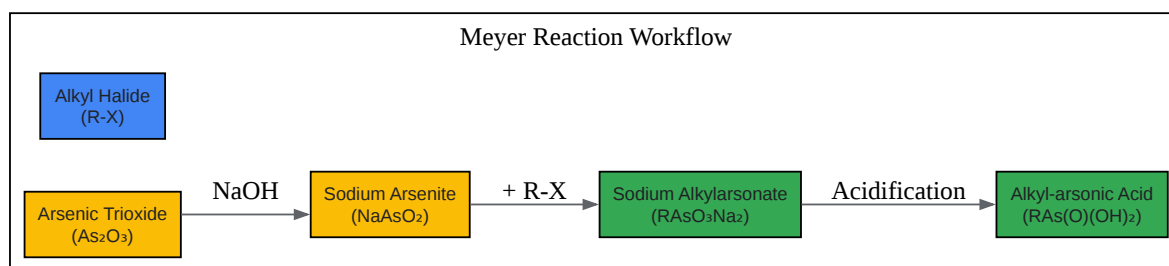 Meyer Reaction Workflow
Alkyl Halide
(R-X)
Arsenic Trioxide
(As₂O₃)
NaOH
Sodium Arsenite
(NaAsO₂)
+ R-X
Sodium Alkylarsonate
(RAsO₃Na₂)
Acidification
Alkyl-arsonic Acid
(RAs(O)(OH)₂)